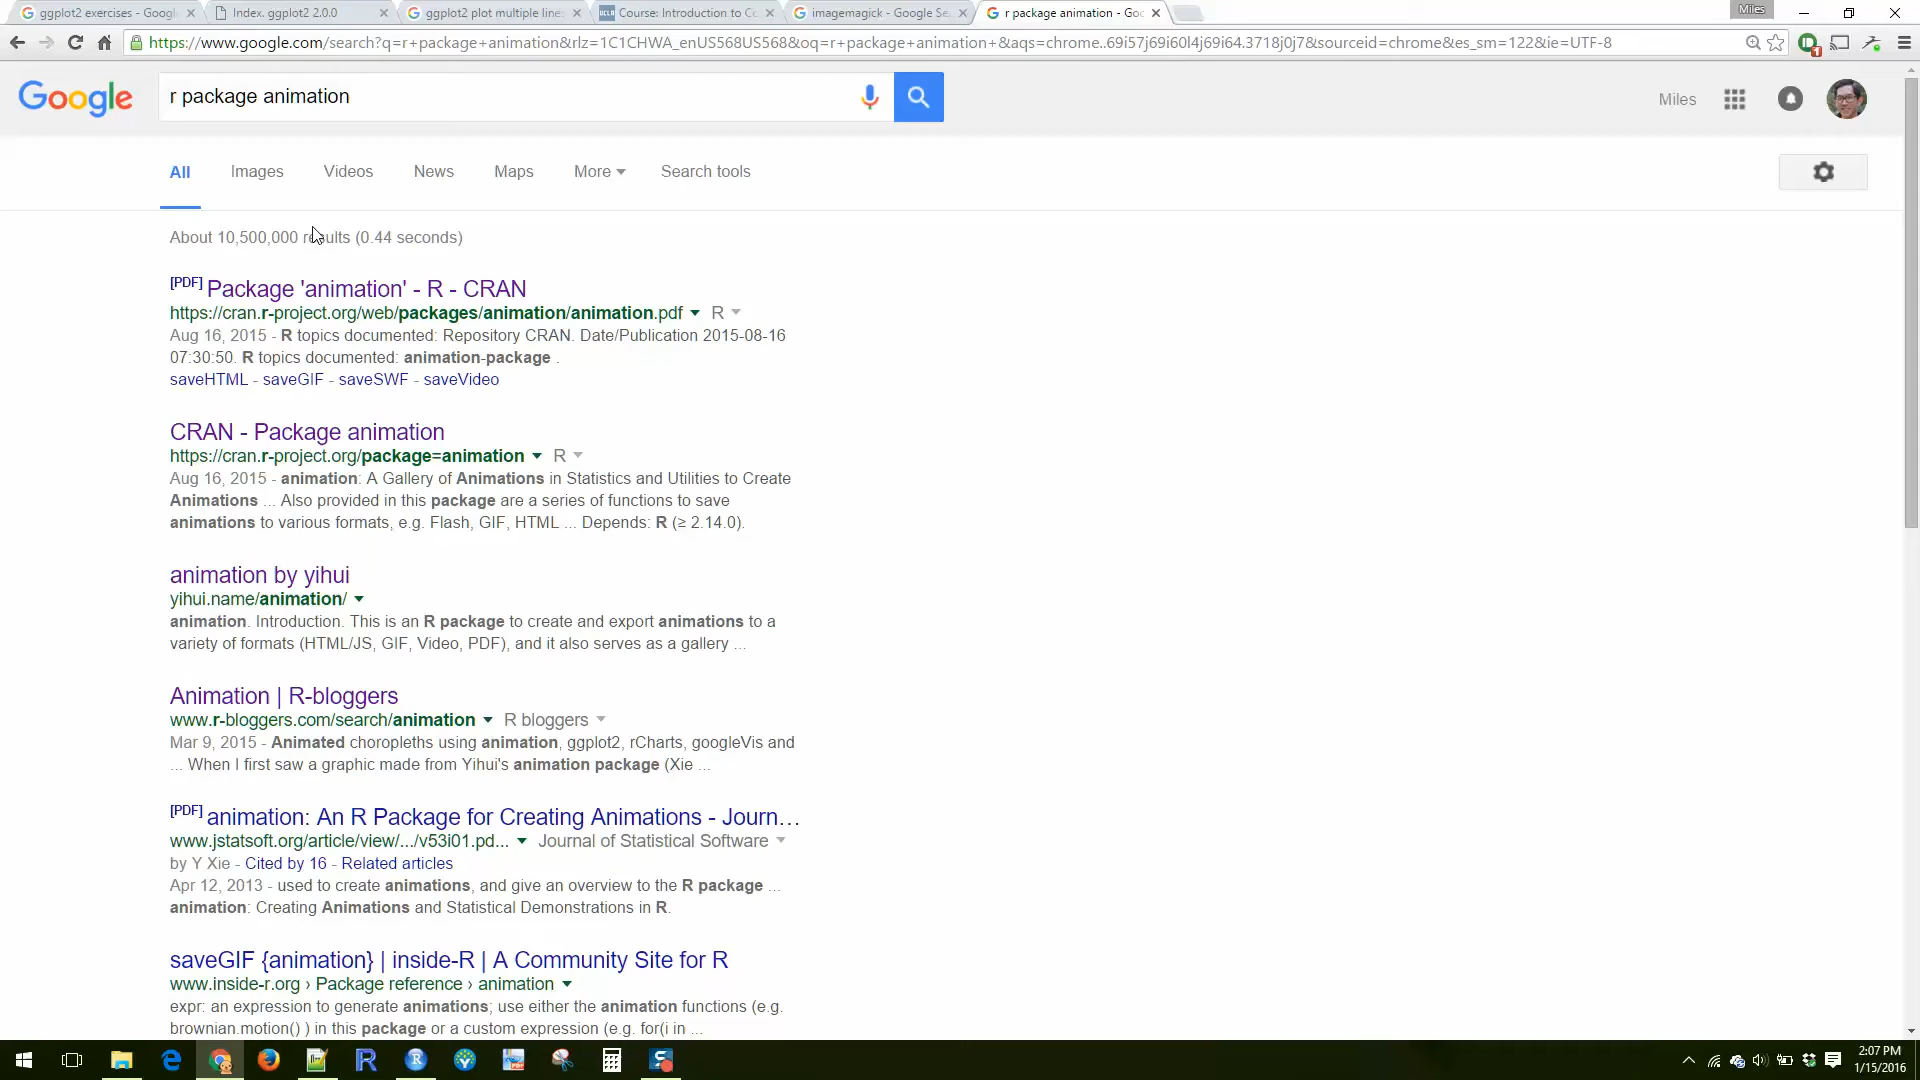 ggplot2 exercises - Googl
Index. ggplot2 2.0.0
ggplot2 plot multiple lines
UCLA Course: Introduction to Co
imagemagick - Google Se
r package animation - Goo
Miles
https://www.google.com/search?q=r+package+animation&rlz=1C1CHWA_enUS568US568&oq=r+package+animation+&aqs=chrome..69i57j69i60l4j69i64.3718j0j7&sourceid=chrome&es_sm=122&ie=UTF-8
1
Google
r package animation
Miles
All
Images
Videos
News
Maps
More
Search tools
About 10,500,000 results (0.44 seconds)
[PDF] Package 'animation' - R - CRAN
https://cran.r-project.org/web/packages/animation/animation.pdf R
Aug 16, 2015 - R topics documented: Repository CRAN. Date/Publication 2015-08-16
07:30:50. R topics documented: animation-package .
saveHTML - saveGIF - saveSWF - saveVideo
CRAN - Package animation
https://cran.r-project.org/package=animation R
Aug 16, 2015 - animation: A Gallery of Animations in Statistics and Utilities to Create
Animations ... Also provided in this package are a series of functions to save
animations to various formats, e.g. Flash, GIF, HTML ... Depends: R (≥ 2.14.0).
animation by yihui
yihui.name/animation/
animation. Introduction. This is an R package to create and export animations to a
variety of formats (HTML/JS, GIF, Video, PDF), and it also serves as a gallery ...
Animation | R-bloggers
www.r-bloggers.com/search/animation R bloggers
Mar 9, 2015 - Animated choropleths using animation, ggplot2, rCharts, googleVis and
... When I first saw a graphic made from Yihui's animation package (Xie ...
[PDF] animation: An R Package for Creating Animations - Journ...
www.jstatsoft.org/article/view/.../v53i01.pd... Journal of Statistical Software
by Y Xie - Cited by 16 - Related articles
Apr 12, 2013 - used to create animations, and give an overview to the R package ...
animation: Creating Animations and Statistical Demonstrations in R.
saveGIF {animation} | inside-R | A Community Site for R
www.inside-r.org › Package reference › animation
expr: an expression to generate animations; use either the animation functions (e.g.
brownian.motion() ) in this package or a custom expression (e.g. for(i in ...
2:07 PM
1/15/2016